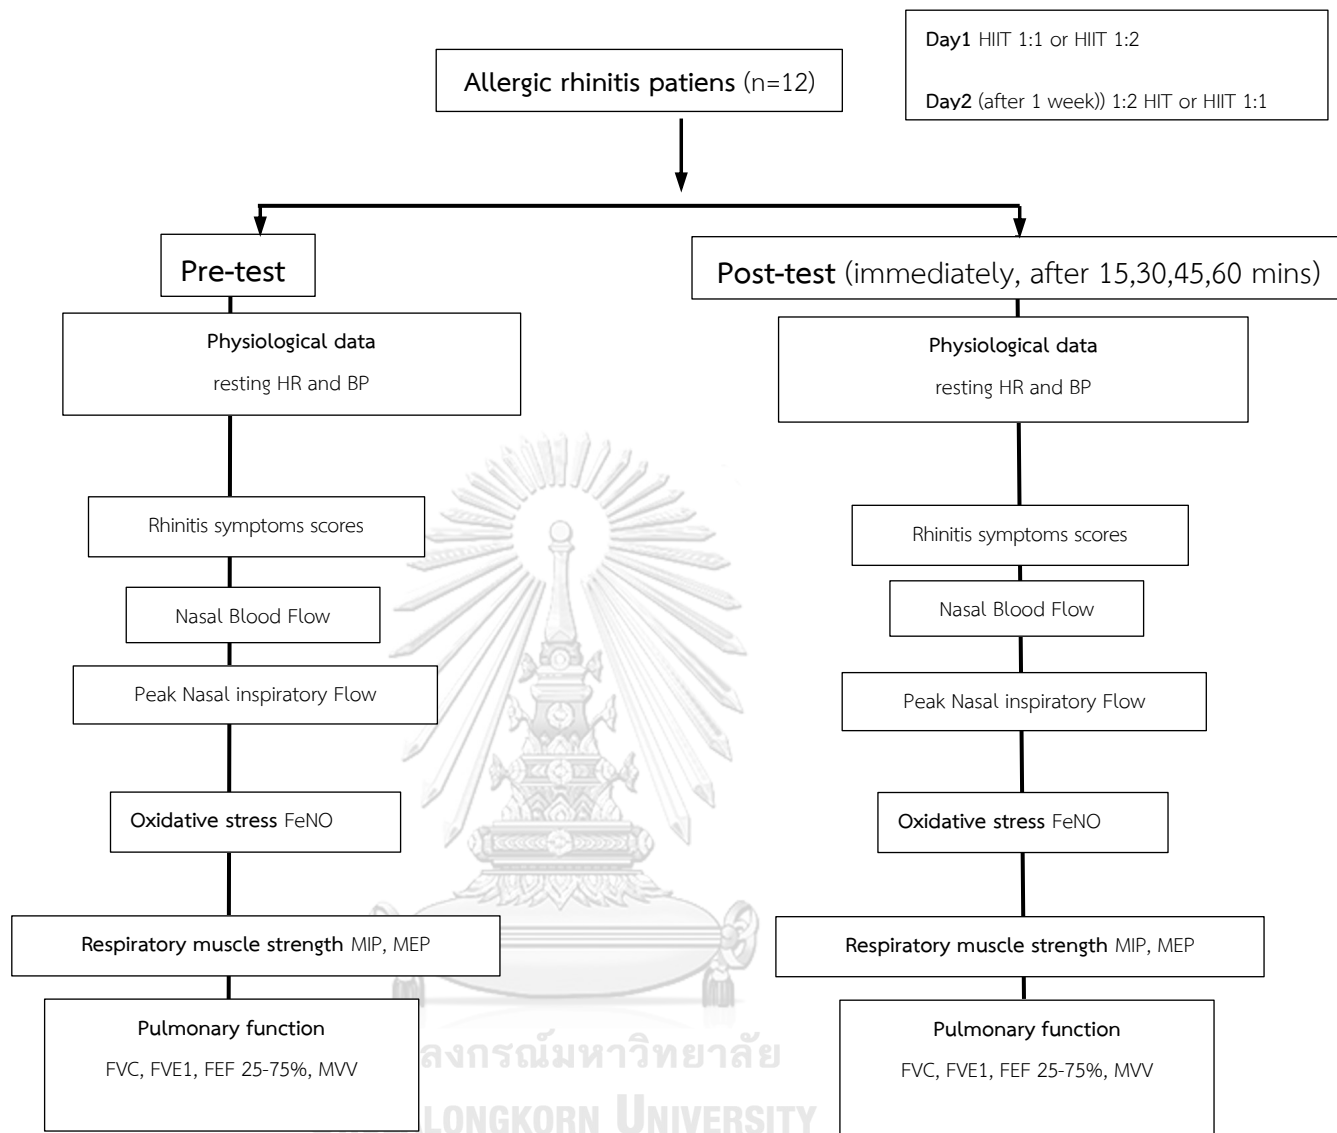 Day1 HIIT 1:1 or HIIT 1:2
Day2 (after 1 week)) 1:2 HIT or HIIT 1:1
Allergic rhinitis patiens (n=12)
Pre-test
Physiological data
resting HR and BP
Rhinitis symptoms scores
Nasal Blood Flow
Peak Nasal inspiratory Flow
Oxidative stress FeNO
Respiratory muscle strength MIP, MEP
Pulmonary function
FVC, FVE1, FEF 25-75%, MVV
Post-test (immediately, after 15,30,45,60 mins)
Physiological data
resting HR and BP
Rhinitis symptoms scores
Nasal Blood Flow
Peak Nasal inspiratory Flow
Oxidative stress FeNO
Respiratory muscle strength MIP, MEP
Pulmonary function
FVC, FVE1, FEF 25-75%, MVV
ลงกรณ์มหาวิทยาลัย
LONGKORN UNIVERSITY